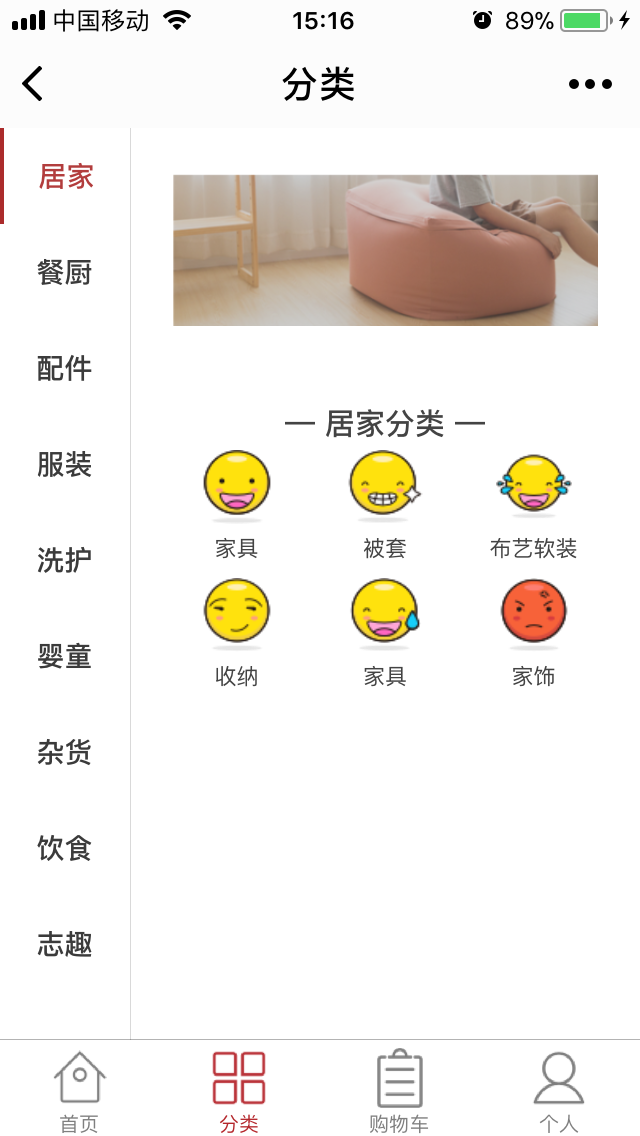 中国移动 15:16 89%
分类
居家
餐厨
配件
服装
洗护
婴童
杂货
饮食
志趣
— 居家分类 —
家具 被套 布艺软装
收纳 家具 家饰
首页 分类 购物车 个人